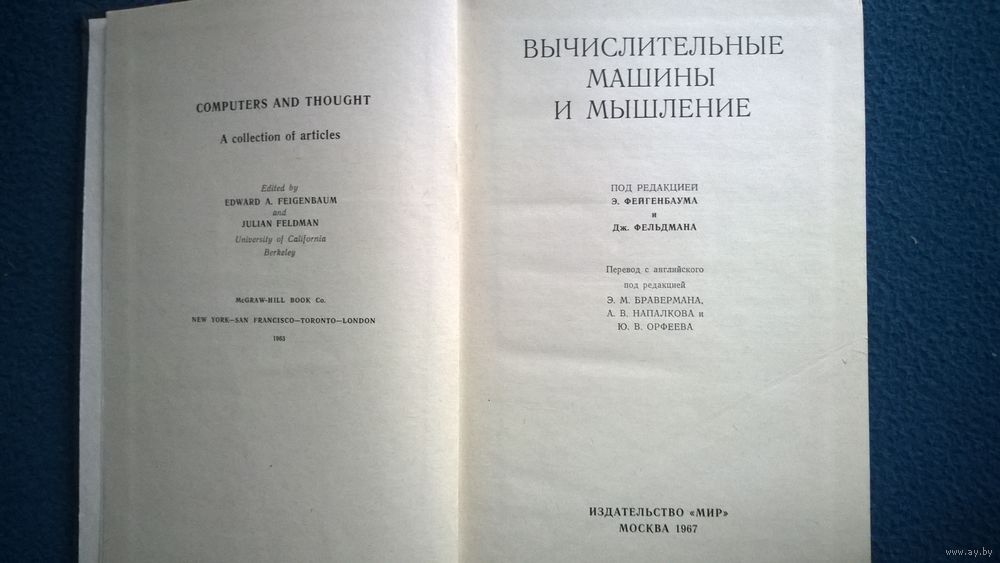 COMPUTERS AND THOUGHT
A collection of articles
Edited by
EDWARD A. FEIGENBAUM
and
JULIAN FELDMAN
University of California
Berkeley
McGRAW-HILL BOOK Co.
NEW YORK—SAN FRANCISCO—TORONTO—LONDON
1963
ВЫЧИСЛИТЕЛЬНЫЕ
МАШИНЫ
И МЫШЛЕНИЕ
ПОД РЕДАКЦИЕЙ
Э. ФЕЙГЕНБАУМА
и
Дж. ФЕЛЬДМАНА
Перевод с английского
под редакцией
Э. М. БРАВЕРМАНА,
А. В. НАПАЛКОВА и
Ю. В. ОРФЕЕВА
ИЗДАТЕЛЬСТВО «МИР»
МОСКВА 1967
www.ay.by